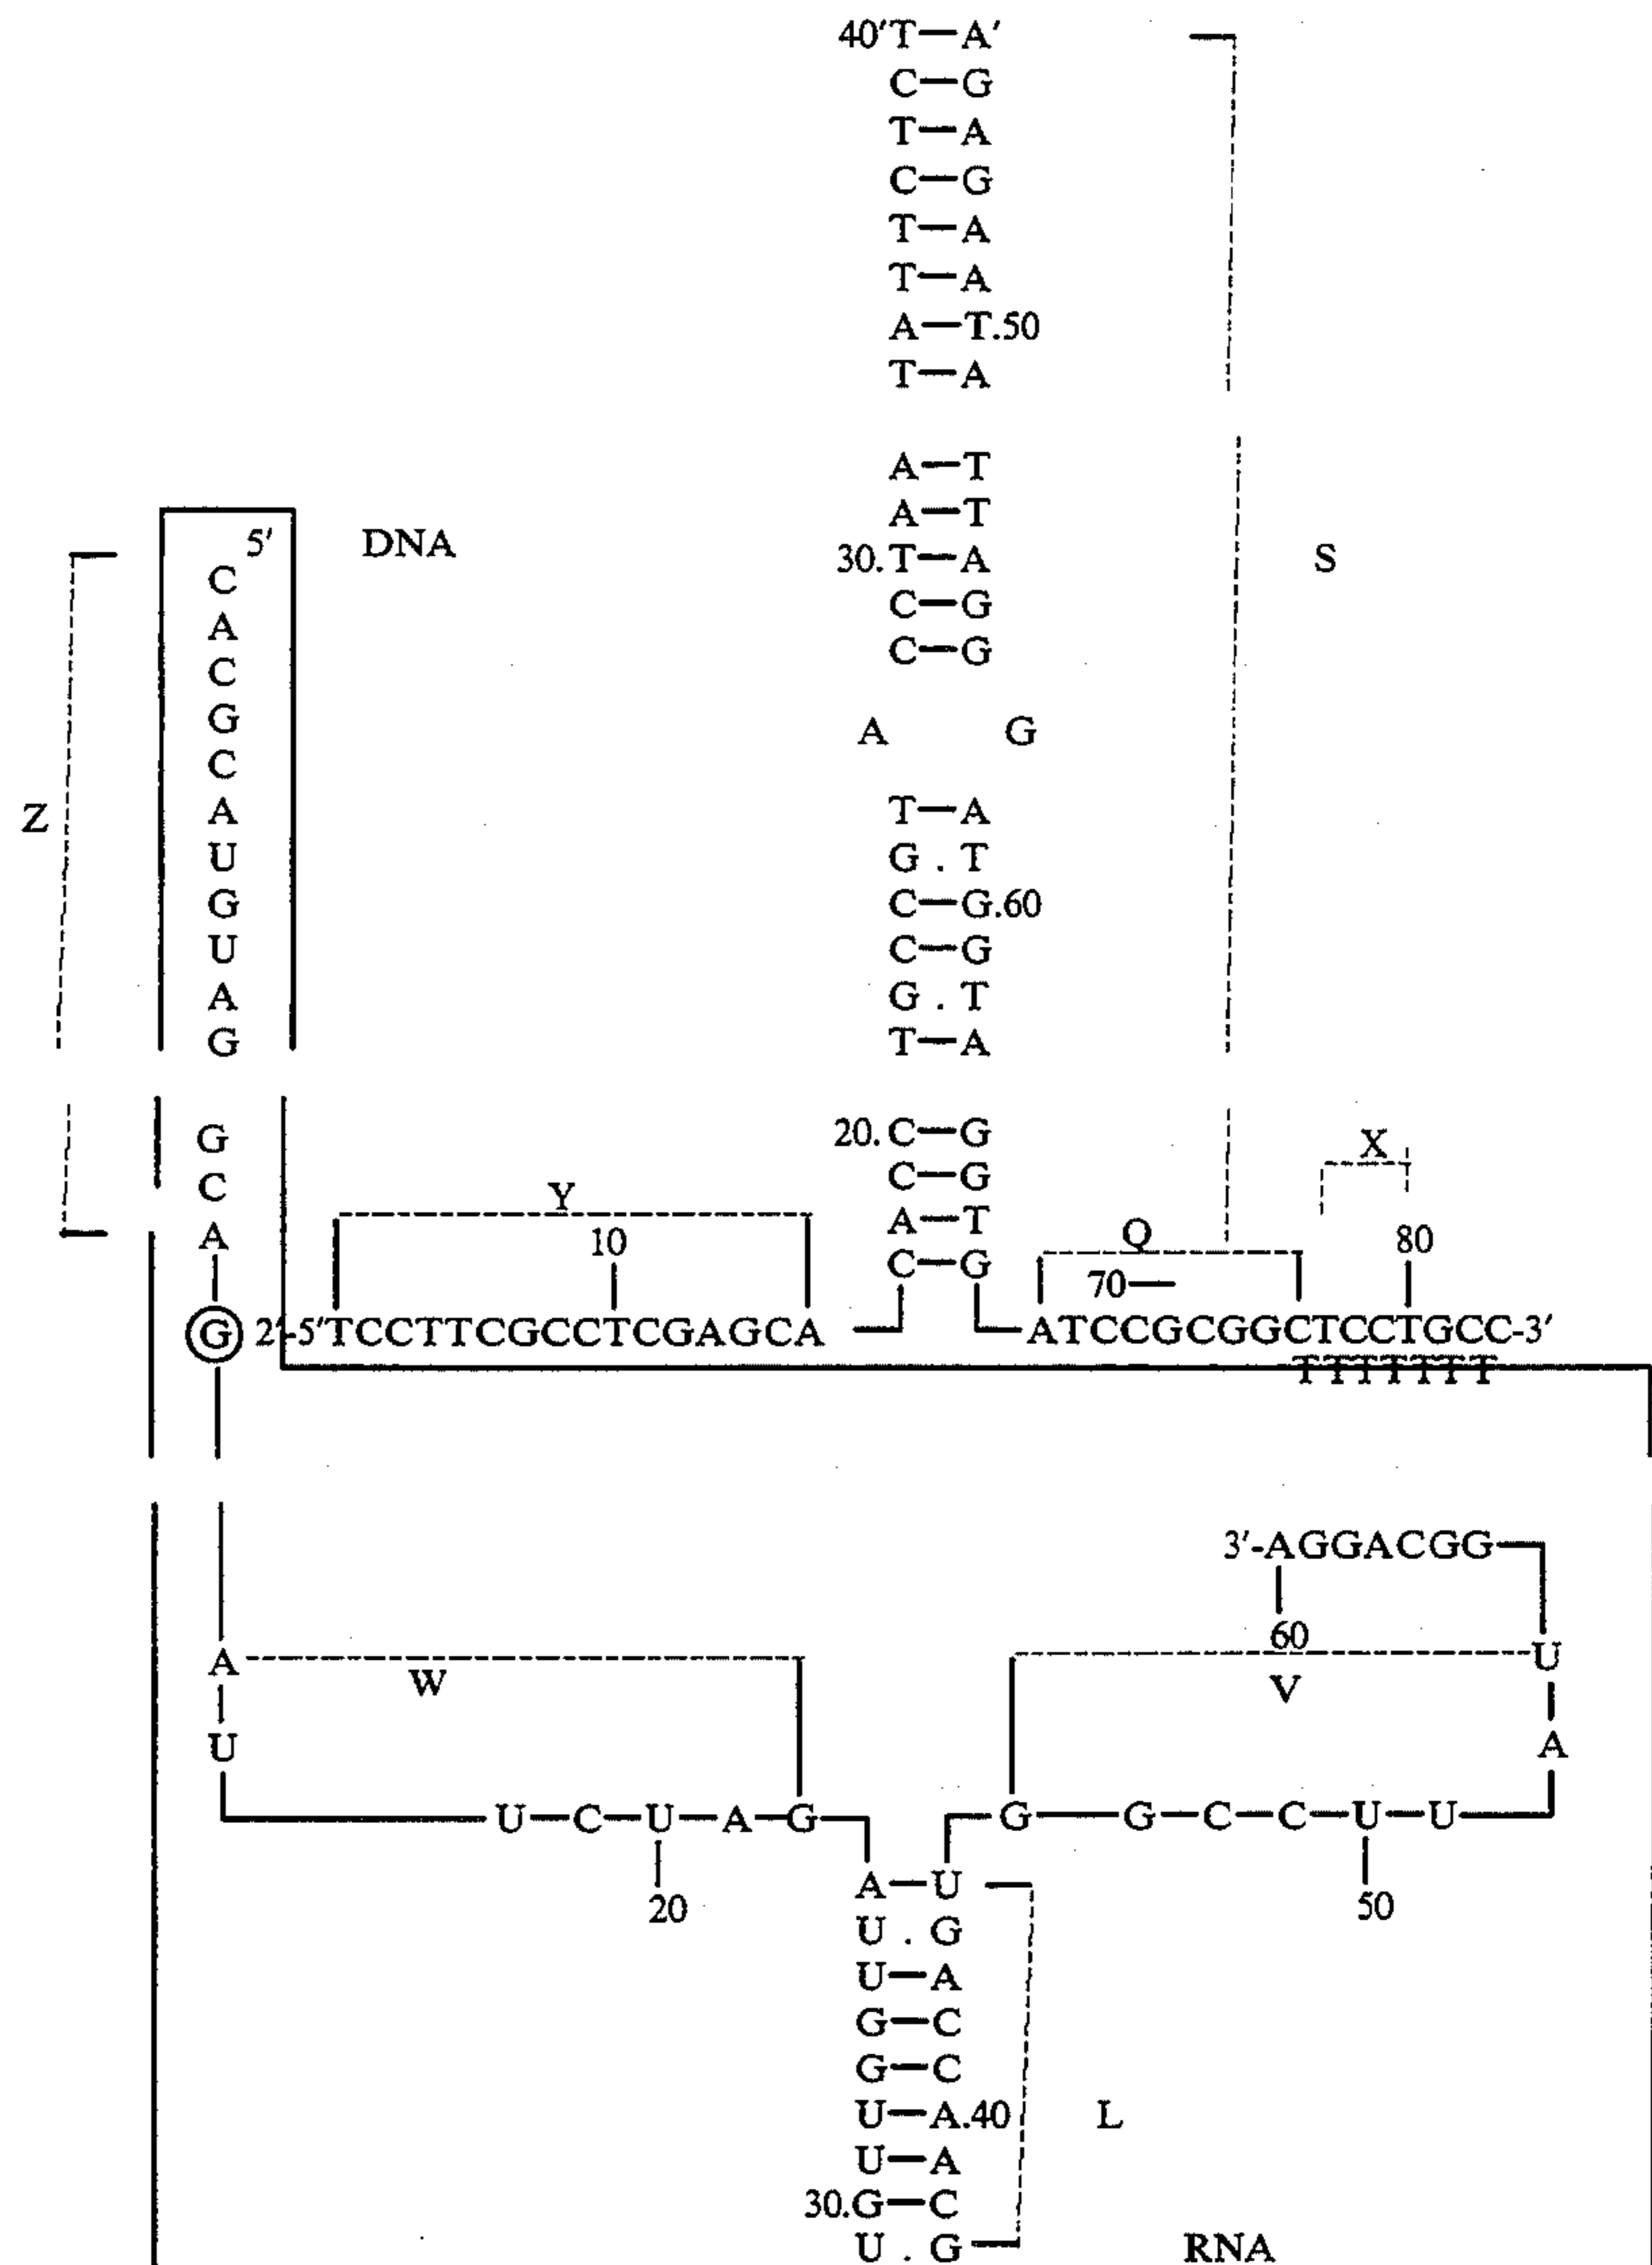 40'T—A'
C—G
T—A
C—G
T—A
T—A
A—T.50
T—A
A—T
A—T
30.T—A
C—G
C—G
A G
T—A
G . T
C—G.60
C—G
G . T
T—A
20.C—G
C—G
A—T
C—G
S
DNA
5'
C
A
C
G
C
A
U
G
U
A
G
G
C
A
Z
Y
10
Q
70
X
80
G 2'-5'TCCTTCGCCTCGAGCA
ATCCGCGGCTCCTGCC-3'
TTTTTTT
3'-AGGACGG
60
A
W
V
U
U
A
U—C—U—A—G
G—G—C—C—U—U
20
50
A—U
U . G
U—A
G—C
G—C
U—A.40
U—A
30.G—C
U . G
L
RNA